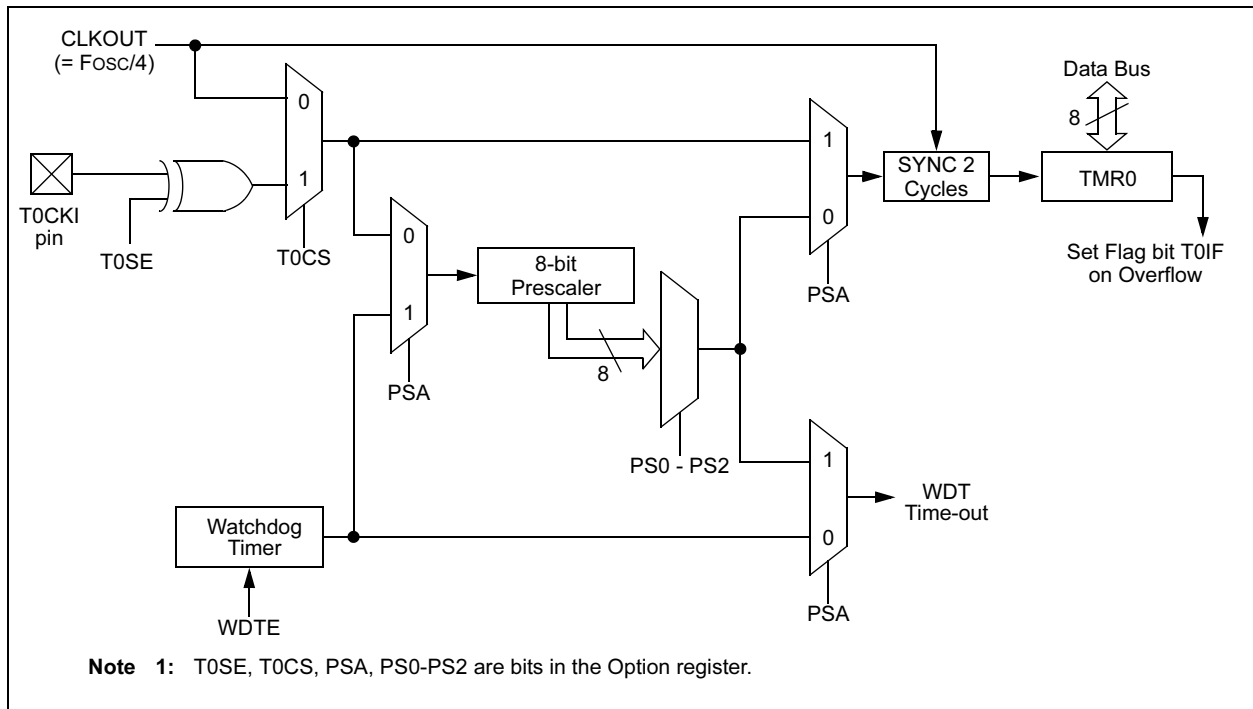 CLKOUT
(= FOSC/4)
Data Bus
8
0
1
T0CKI
pin
T0SE
T0CS
0
1
PSA
8-bit
Prescaler
8
PS0 - PS2
1
0
PSA
SYNC 2
Cycles
TMR0
Set Flag bit T0IF
on Overflow
Watchdog
Timer
WDTE
1
0
PSA
WDT
Time-out
Note 1: T0SE, T0CS, PSA, PS0-PS2 are bits in the Option register.